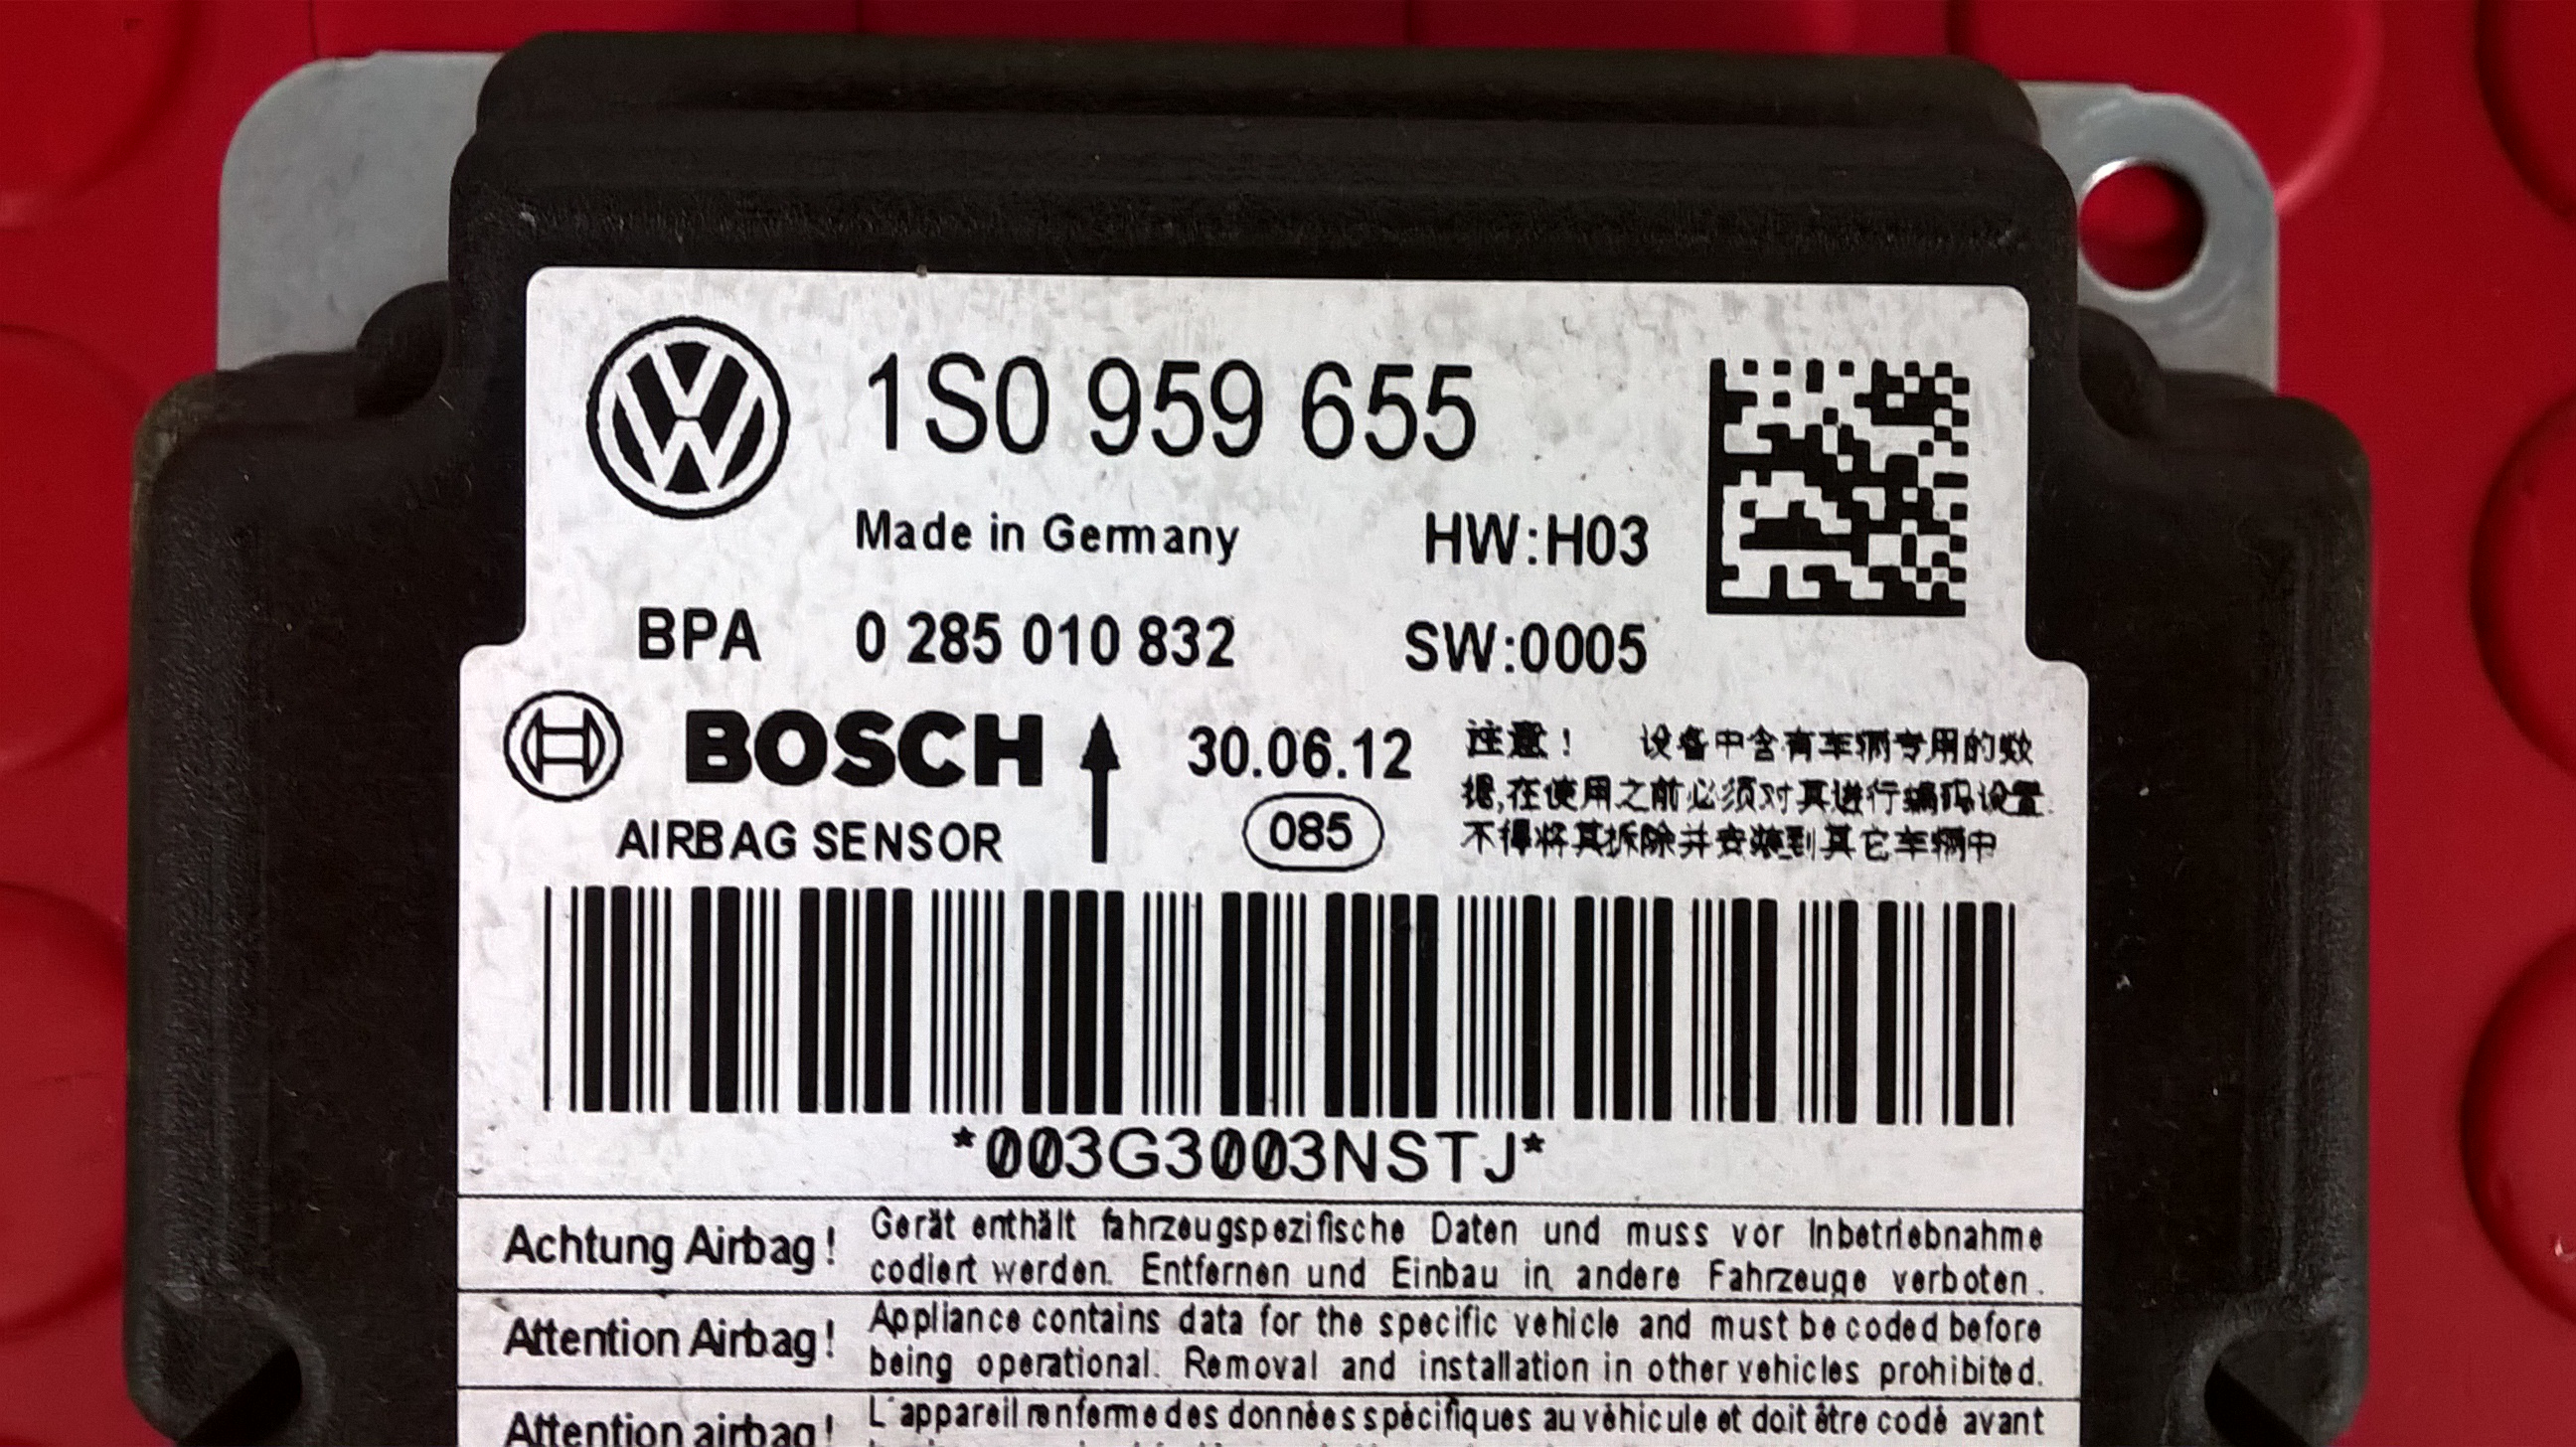 1S0 959 655
Made in Germany HW:H03
BPA 0 285 010 832 SW:0005
BOSCH 30.06.12
AIRBAG SENSOR 085
注意！ 设备中含有车辆专用的数
据,在使用之前必须对其进行编码设置.
不得将其拆除并安装到其它车辆中
*003G3003NSTJ*
Achtung Airbag! Gerät enthält fahrzeugspezifische Daten und muss vor Inbetriebnahme
codiert werden. Entfernen und Einbau in andere Fahrzeuge verboten.
Attention Airbag! Appliance contains data for the specific vehicle and must be coded before
being operational. Removal and installation in other vehicles prohibited.
Attention airbag! L'appareil renferme des données spécifiques au véhicule et doit être codé avant